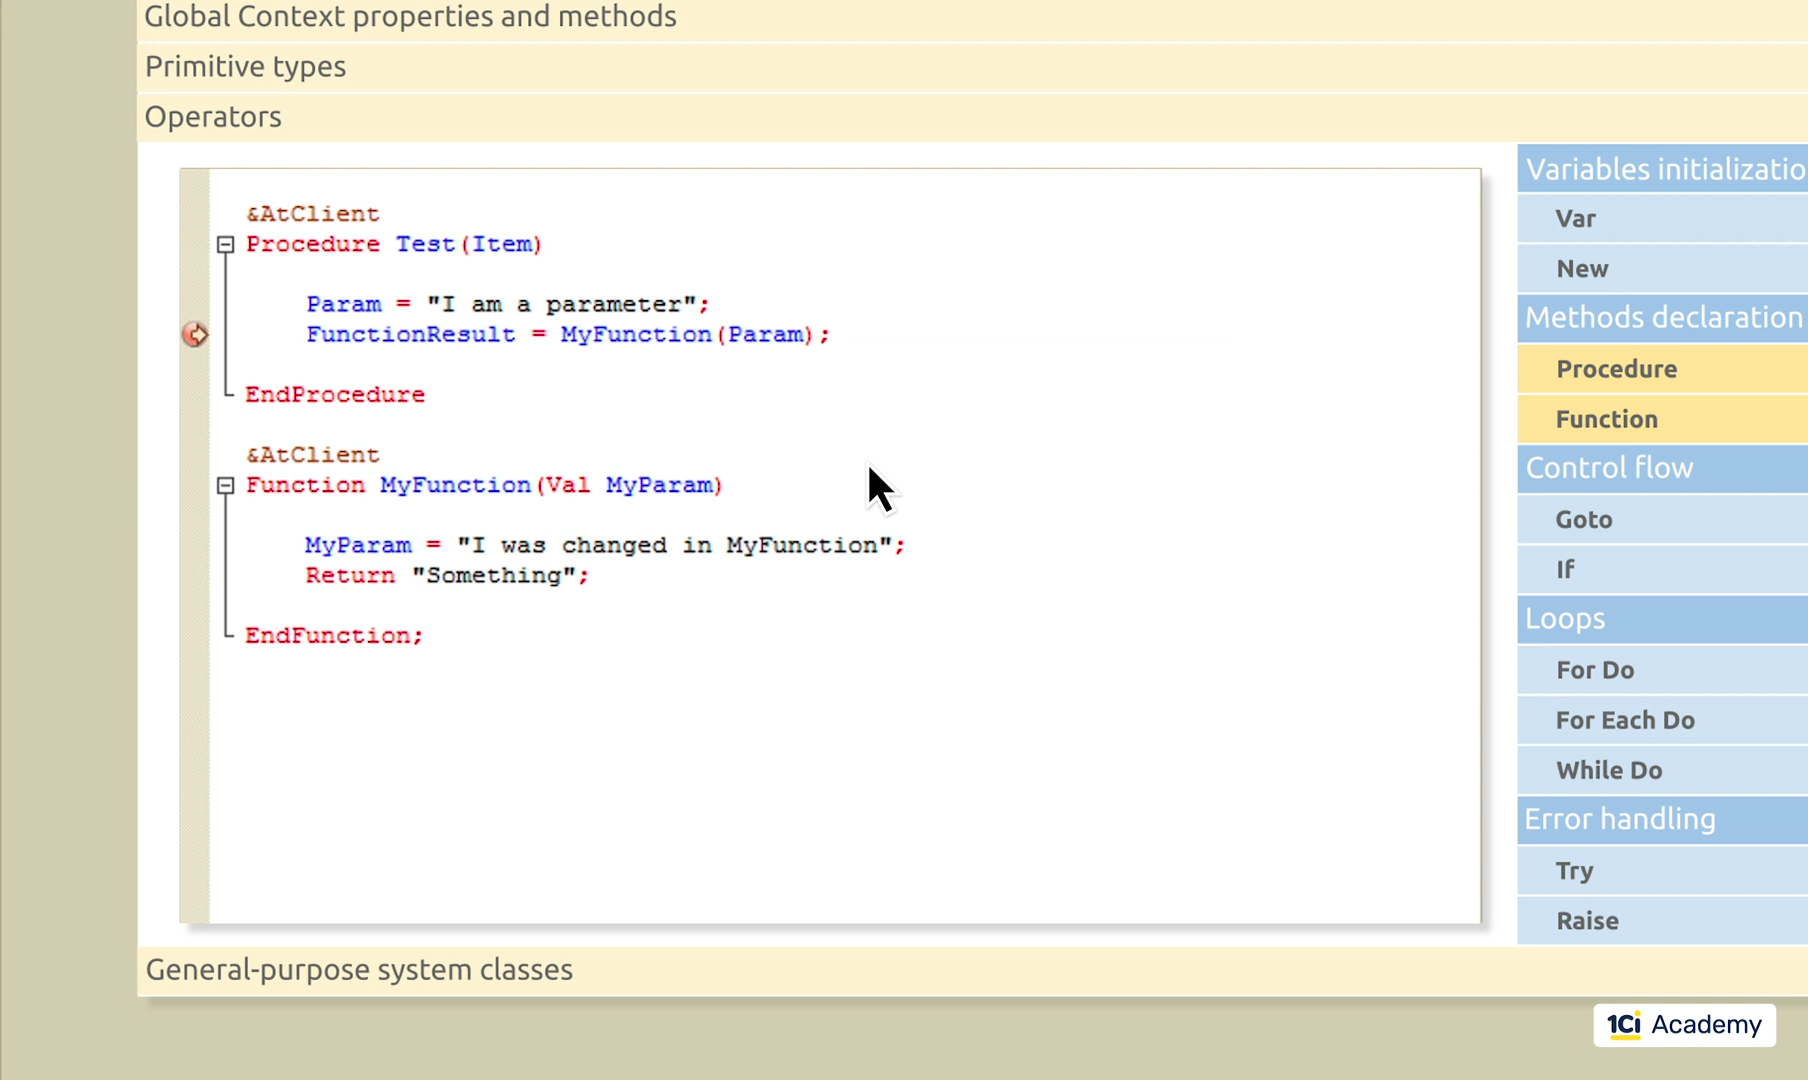 Global Context properties and methods
Primitive types
Operators
&AtClient
Procedure Test(Item)
Param = "I am a parameter";
FunctionResult = MyFunction(Param);
EndProcedure
&AtClient
Function MyFunction(Val MyParam)
MyParam = "I was changed in MyFunction";
Return "Something";
EndFunction;
Variables initializatio
Var
New
Methods declaration
Procedure
Function
Control flow
Goto
If
Loops
For Do
For Each Do
While Do
Error handling
Try
Raise
General-purpose system classes
1Ci Academy